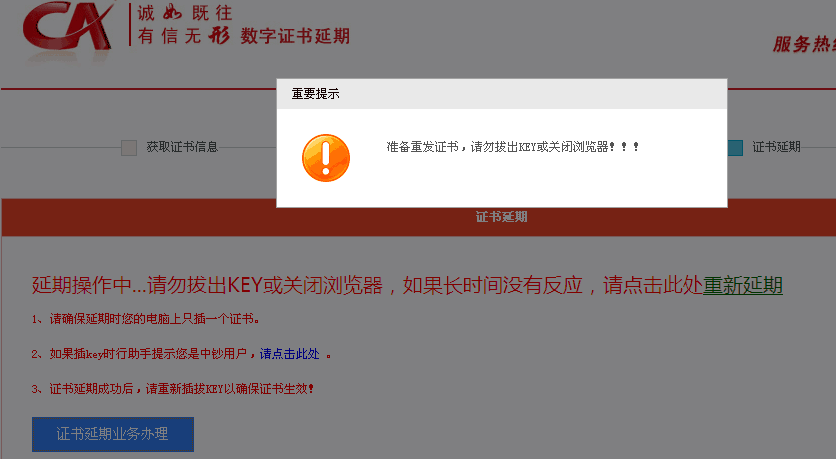 CA
诚如既往
有信无形 数字证书延期
服务热
重要提示
准备重发证书，请勿拔出KEY或关闭浏览器！！！
获取证书信息
证书延期
证书延期
延期操作中...请勿拔出KEY或关闭浏览器，如果长时间没有反应，请点击此处重新延期
1、请确保延期时您的电脑上只插一个证书。
2、如果插key时行助手提示您是中钞用户，请点击此处 。
3、证书延期成功后，请重新插拔KEY以确保证书生效！
证书延期业务办理